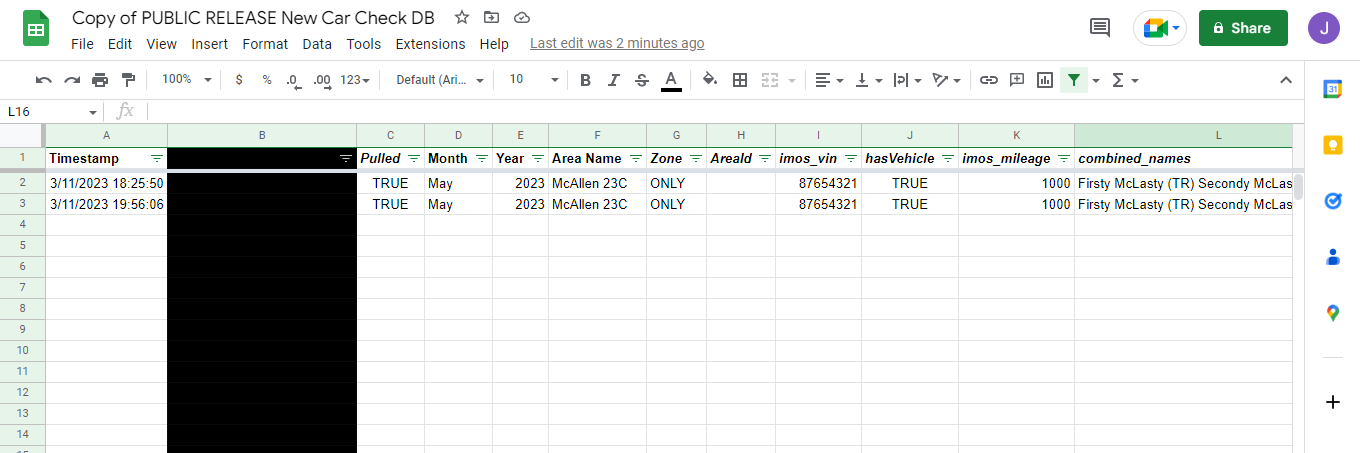 Copy of PUBLIC RELEASE New Car Check DB
File Edit View Insert Format Data Tools Extensions Help Last edit was 2 minutes ago
Share J
100% $ % .0 .00 123 Default (Ari... 10 B I S A
31
L16 fx
A B C D E F G H I J K L
1 Timestamp Pulled Month Year Area Name Zone AreaId imos_vin hasVehicle imos_mileage combined_names
2 3/11/2023 18:25:50 TRUE May 2023 McAllen 23C ONLY 87654321 TRUE 1000 Firsty McLasty (TR) Secondy McLas
3 3/11/2023 19:56:06 TRUE May 2023 McAllen 23C ONLY 87654321 TRUE 1000 Firsty McLasty (TR) Secondy McLas
4
5
6
7
8
9
10
11
12
13
14